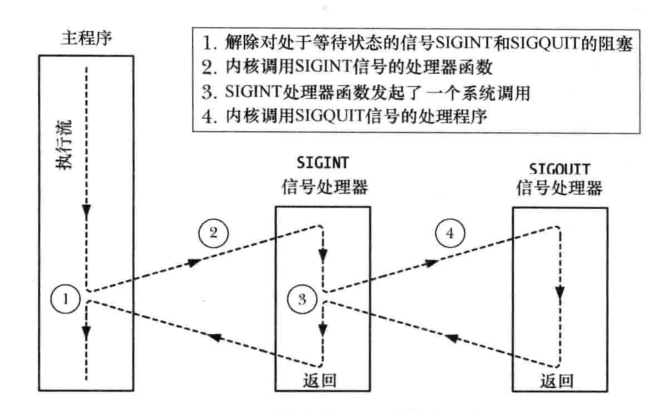 主程序
1. 解除对处于等待状态的信号SIGINT和SIGQUIT的阻塞
2. 内核调用SIGINT信号的处理器函数
3. SIGINT处理器函数发起了一个系统调用
4. 内核调用SIGQUIT信号的处理程序
执行流
SIGINT
信号处理器
SIGQUIT
信号处理器
2
4
1
3
返回
返回